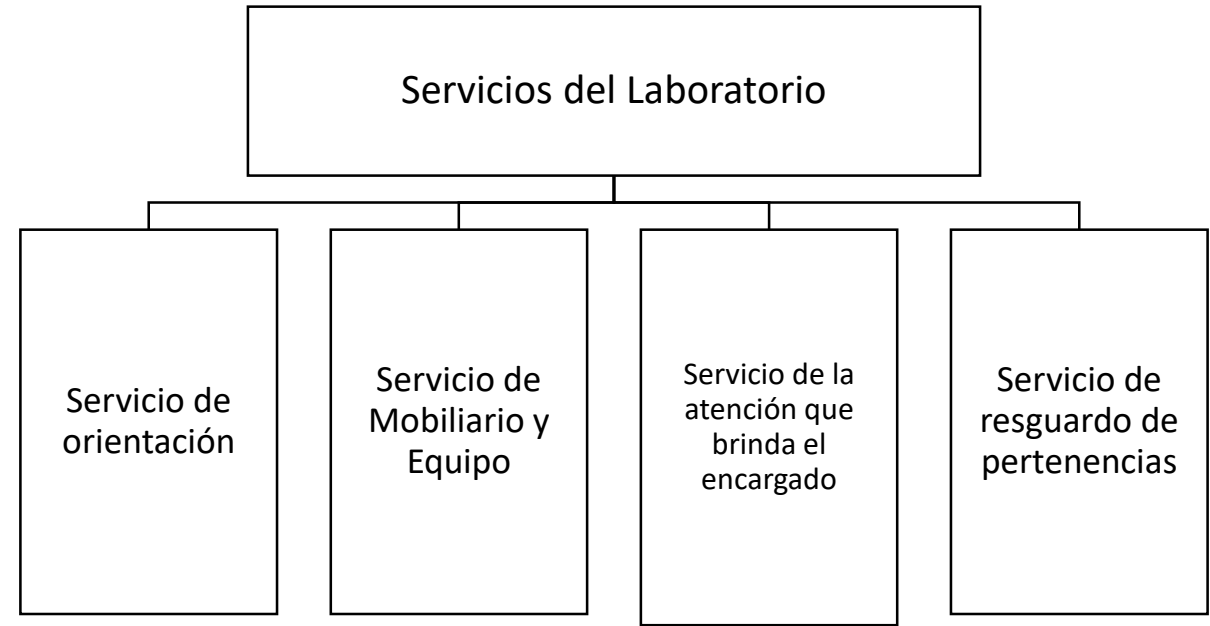 Servicios del Laboratorio
Servicio de
orientación
Servicio de
Mobiliario y
Equipo
Servicio de la
atención que
brinda el
encargado
Servicio de
resguardo de
pertenencias